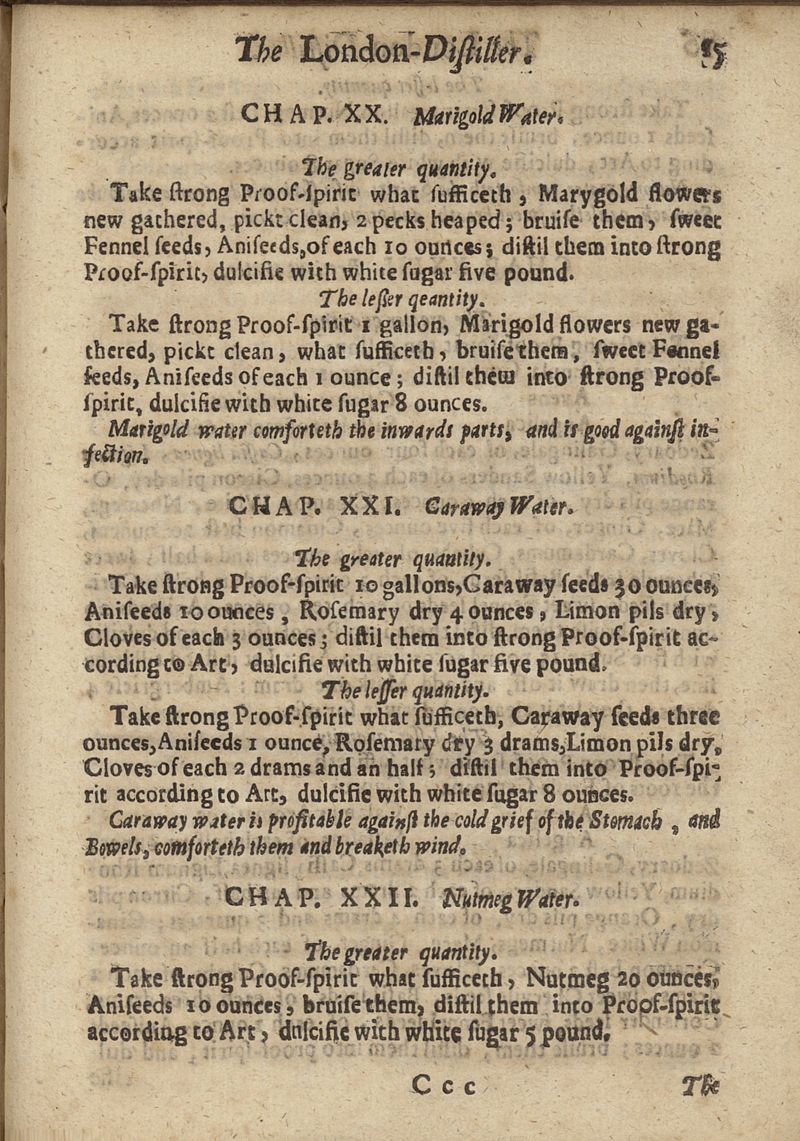 The London-Diſtiller. 15
CHAP. XX. Marigold Water.
The greater quantity.
Take ſtrong Proof-ſpirit what ſufficeth, Marygold flowers
new gathered, pickt clean, 2 pecks heaped; bruiſe them, ſweet
Fennel ſeeds, Aniſeeds, of each 10 ounces; diſtil them into ſtrong
Proof-ſpirit, dulcifie with white ſugar five pound.
The leſſer qeantity.
Take ſtrong Proof-ſpirit 1 gallon, Marigold flowers new ga-
thered, pickt clean, what ſufficeth, bruiſe them, ſweet Fennel
ſeeds, Aniſeeds of each 1 ounce; diſtil them into ſtrong Proof-
ſpirit, dulcifie with white ſugar 8 ounces.
Marigold water comforteth the inwards parts, and is good againſt in-
fection.
CHAP. XXI. Caraway Water.
The greater quantity.
Take ſtrong Proof-ſpirit 10 gallons, Caraway ſeeds 30 ounces,
Aniſeeds 10 ounces, Roſemary dry 4 ounces, Limon pils dry,
Cloves of each 3 ounces; diſtil them into ſtrong Proof-ſpirit ac-
cording to Art, dulcifie with white ſugar five pound.
The leſſer quantity.
Take ſtrong Proof-ſpirit what ſufficeth, Caraway ſeeds three
ounces, Aniſeeds 1 ounce, Roſemary dry 3 drams, Limon pils dry,
Cloves of each 2 drams and an half; diſtil them into Proof-ſpi-
rit according to Art, dulcifie with white ſugar 8 ounces.
Caraway water is profitable againſt the cold grief of the Stomach, and
Bowels, comforteth them and breaketh wind.
CHAP. XXII. Nutmeg Water.
The greater quantity.
Take ſtrong Proof-ſpirit what ſufficeth, Nutmeg 20 ounces,
Aniſeeds 10 ounces, bruiſe them, diſtil them into Proof-ſpirit
according to Art, dulcifie with white ſugar 5 pound.
Ccc The